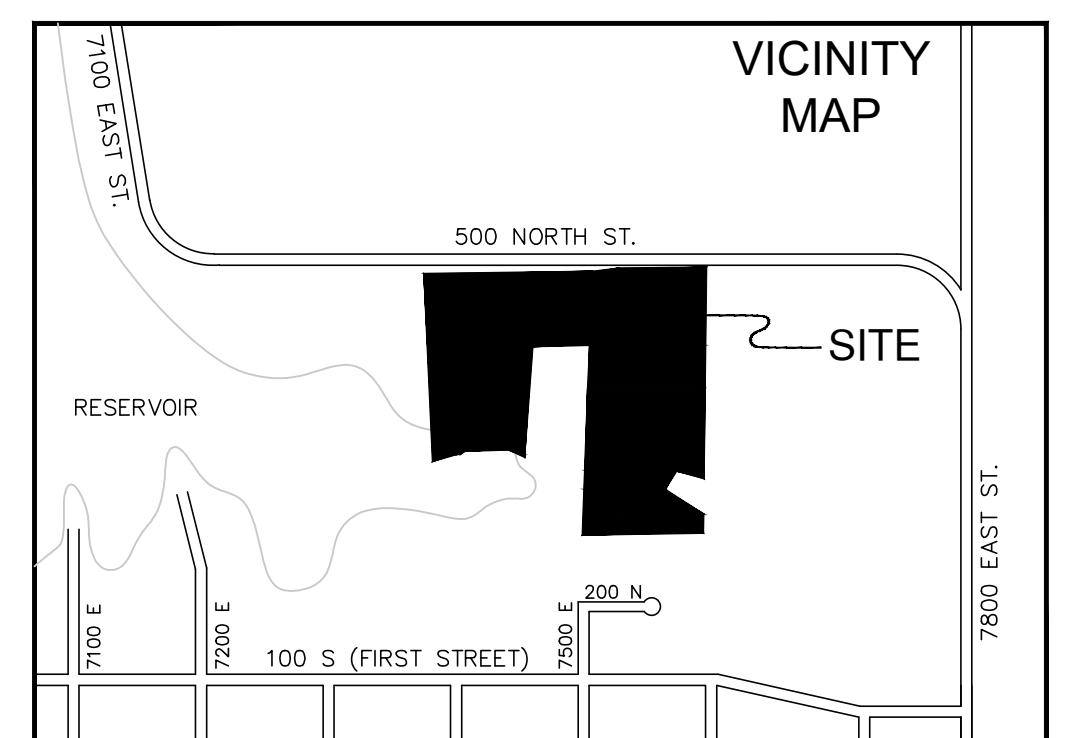 VICINITY
MAP
7100 EAST ST.
500 NORTH ST.
SITE
RESERVOIR
7800 EAST ST.
200 N
7100 E
7200 E
7500 E
100 S (FIRST STREET)